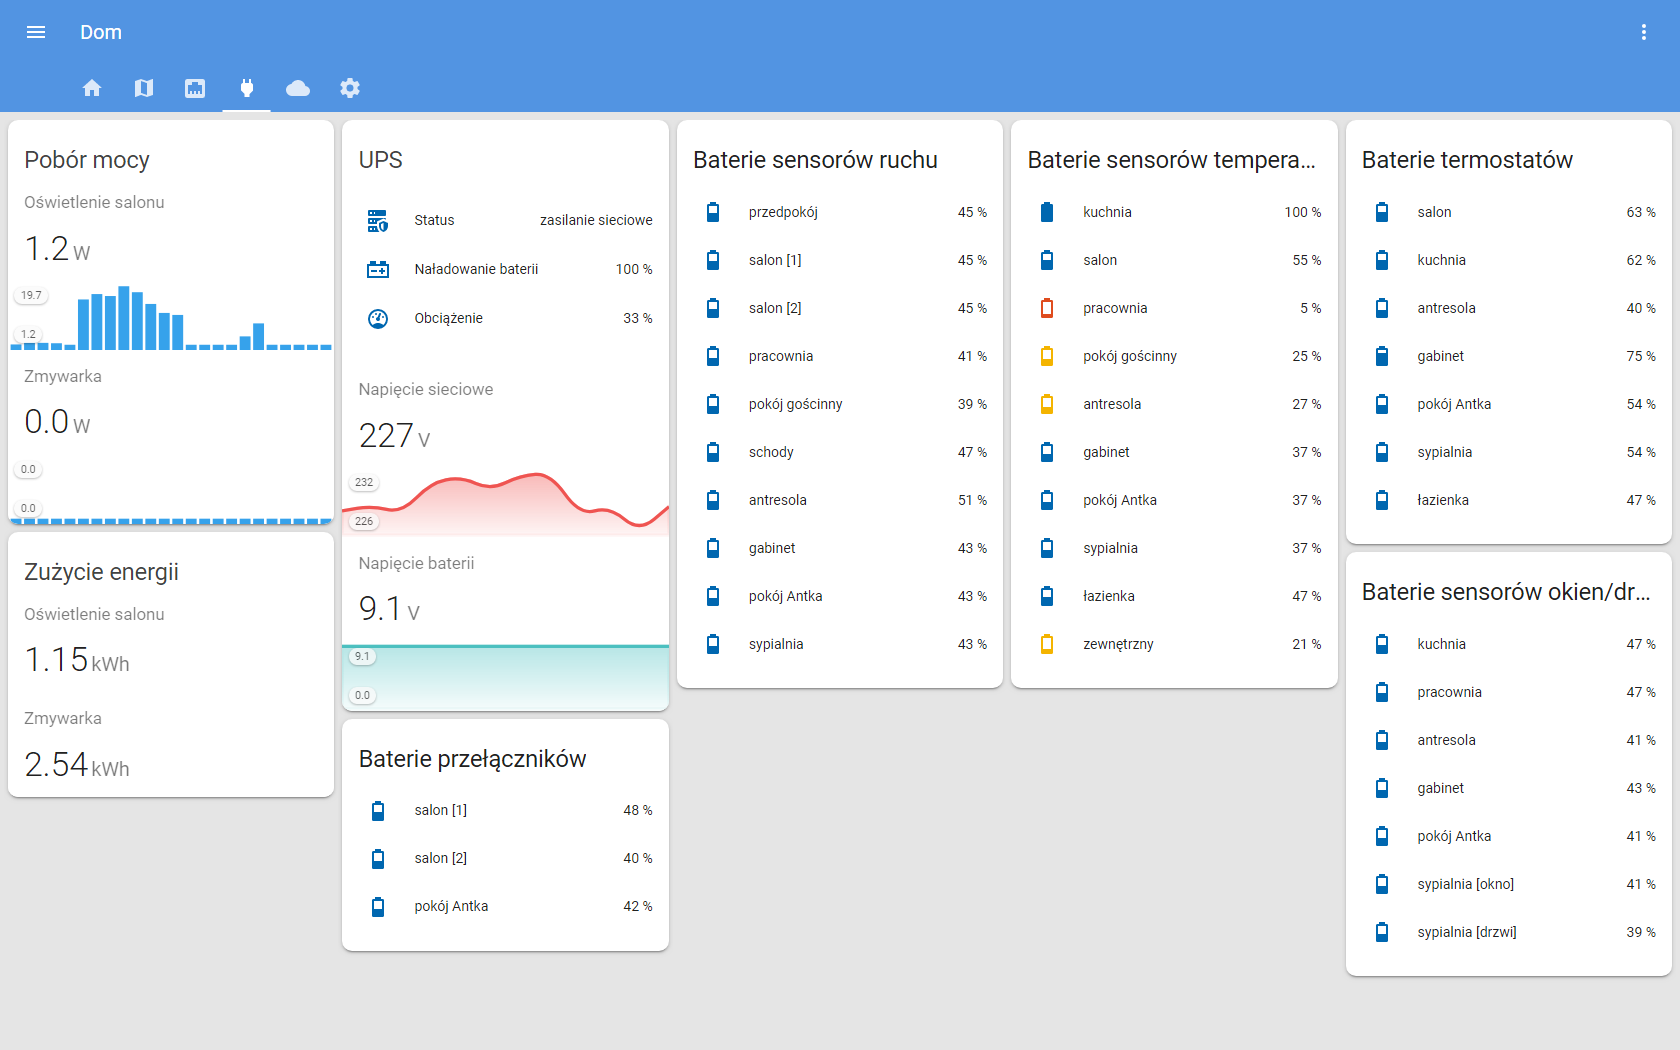 Dom
Pobór mocy
Oświetlenie salonu
1.2 W
19.7
1.2
Zmywarka
0.0 W
0.0
0.0
Zużycie energii
Oświetlenie salonu
1.15 kWh
Zmywarka
2.54 kWh
UPS
Status zasilanie sieciowe
Naładowanie baterii 100 %
Obciążenie 33 %
Napięcie sieciowe
227 V
232
226
Napięcie baterii
9.1 V
9.1
0.0
Baterie przełączników
salon [1] 48 %
salon [2] 40 %
pokój Antka 42 %
Baterie sensorów ruchu
przedpokój 45 %
salon [1] 45 %
salon [2] 45 %
pracownia 41 %
pokój gościnny 39 %
schody 47 %
antresola 51 %
gabinet 43 %
pokój Antka 43 %
sypialnia 43 %
Baterie sensorów tempera...
kuchnia 100 %
salon 55 %
pracownia 5 %
pokój gościnny 25 %
antresola 27 %
gabinet 37 %
pokój Antka 37 %
sypialnia 37 %
łazienka 47 %
zewnętrzny 21 %
Baterie termostatów
salon 63 %
kuchnia 62 %
antresola 40 %
gabinet 75 %
pokój Antka 54 %
sypialnia 54 %
łazienka 47 %
Baterie sensorów okien/dr...
kuchnia 47 %
pracownia 47 %
antresola 41 %
gabinet 43 %
pokój Antka 41 %
sypialnia [okno] 41 %
sypialnia [drzwi] 39 %